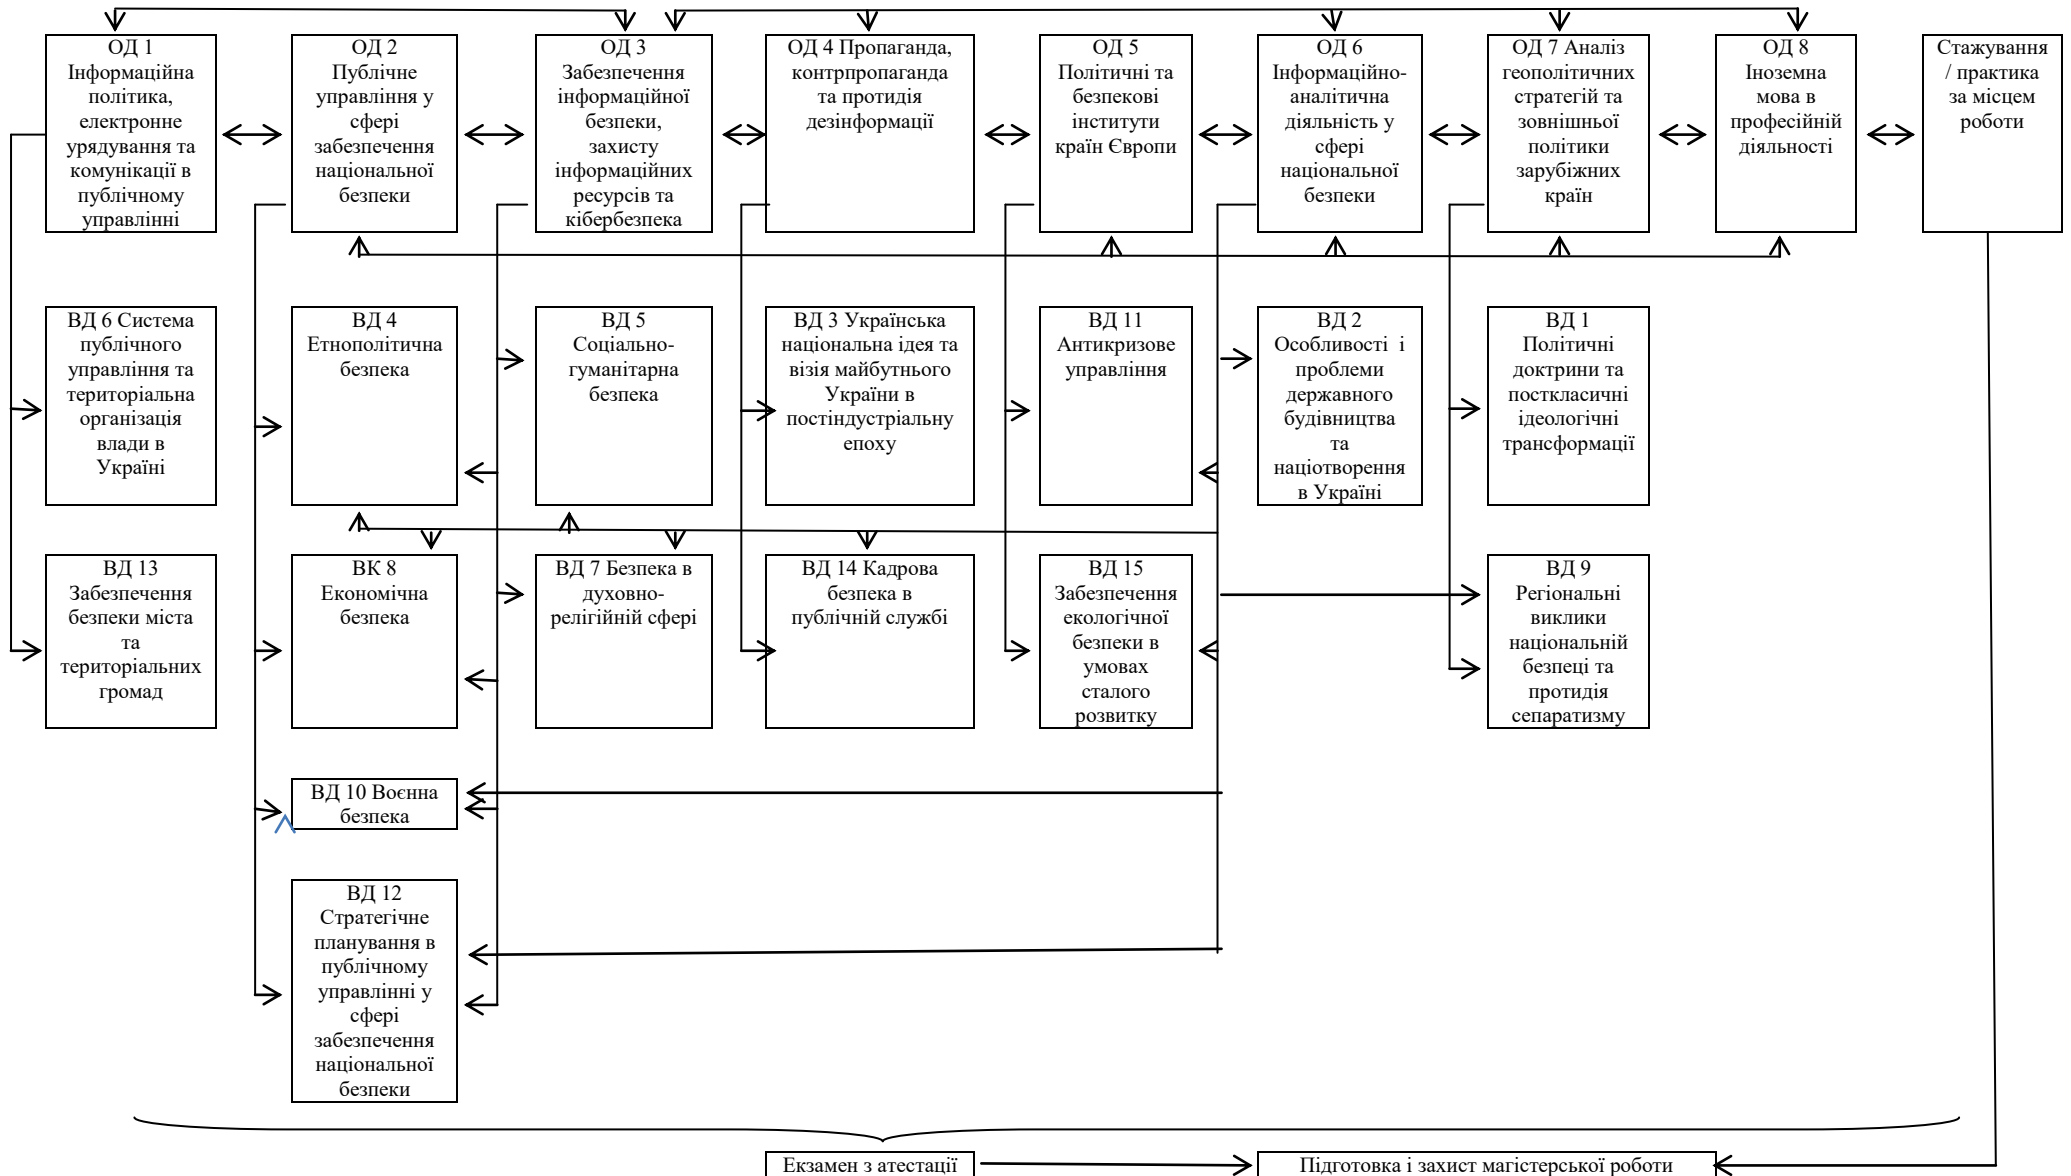 ОД 1
Інформаційна
політика,
електронне
урядування та
комунікації в
публічному
управлінні
ОД 2
Публічне
управління у
сфері
забезпечення
національної
безпеки
ОД 3
Забезпечення
інформаційної
безпеки,
захисту
інформаційних
ресурсів та
кібербезпека
ОД 4 Пропаганда,
контрпропаганда
та протидія
дезінформації
ОД 5
Політичні та
безпекові
інститути
країн Європи
ОД 6
Інформаційно-
аналітична
діяльність у
сфері
національної
безпеки
ОД 7 Аналіз
геополітичних
стратегій та
зовнішньої
політики
зарубіжних
країн
ОД 8
Іноземна
мова в
професійній
діяльності
Стажування
/ практика
за місцем
роботи
ВД 6 Система
публічного
управління та
територіальна
організація
влади в
Україні
ВД 4
Етнополітична
безпека
ВД 5
Соціально-
гуманітарна
безпека
ВД 3 Українська
національна ідея та
візія майбутнього
України в
постіндустріальну
епоху
ВД 11
Антикризове
управління
ВД 2
Особливості і
проблеми
державного
будівництва
та
націотворення
в Україні
ВД 1
Політичні
доктрини та
посткласичні
ідеологічні
трансформації
ВД 13
Забезпечення
безпеки міста
та
територіальних
громад
ВК 8
Економічна
безпека
ВД 7 Безпека в
духовно-
релігійній сфері
ВД 14 Кадрова
безпека в
публічній службі
ВД 15
Забезпечення
екологічної
безпеки в
умовах
сталого
розвитку
ВД 9
Регіональні
виклики
національній
безпеці та
протидія
сепаратизму
ВД 10 Воєнна
безпека
ВД 12
Стратегічне
планування в
публічному
управлінні у
сфері
забезпечення
національної
безпеки
Екзамен з атестації
Підготовка і захист магістерської роботи